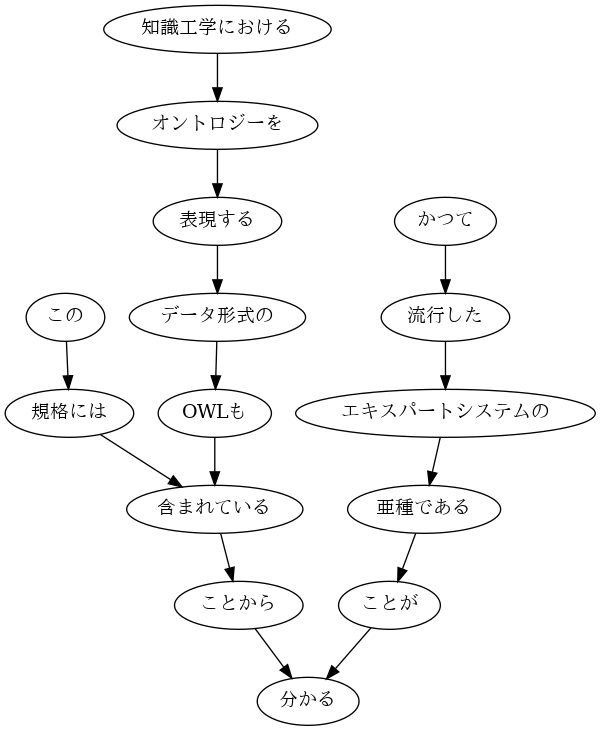 知識工学における
オントロジーを
表現する
かつて
この
データ形式の
流行した
規格には
OWLも
エキスパートシステムの
含まれている
亜種である
ことから
ことが
分かる